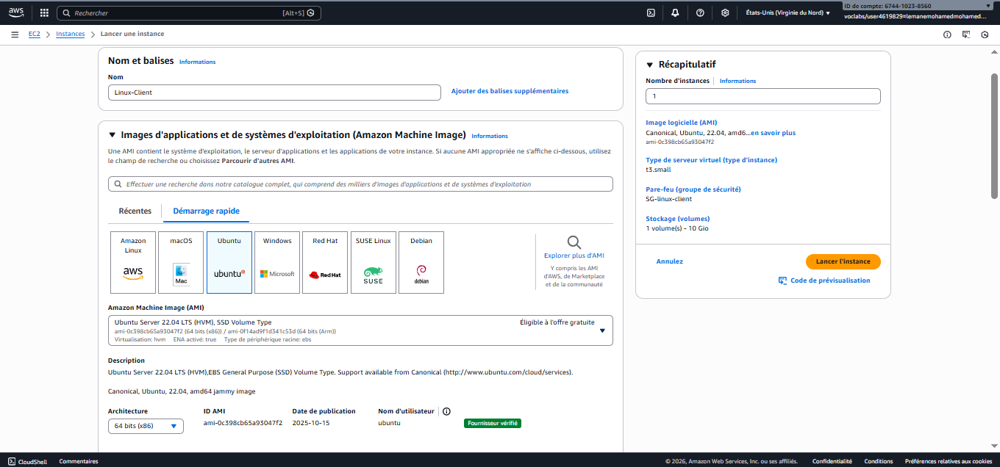 aws
Rechercher
[Alt+S]
États-Unis (Virginie du Nord)
ID de compte: 6744-1023-8560
voclabs/user4619829=lemanemohamedmohamed...
EC2
Instances
Lancer une instance
Nom et balises Informations
Nom
Linux-Client
Ajouter des balises supplémentaires
Images d'applications et de systèmes d'exploitation (Amazon Machine Image) Informations
Une AMI contient le système d'exploitation, le serveur d'applications et les applications de votre instance. Si aucune AMI appropriée ne s'affiche ci-dessous, utilisez
le champ de recherche ou choisissez Parcourir d'autres AMI.
Effectuer une recherche dans notre catalogue complet, qui comprend des milliers d'images d'applications et de systèmes d'exploitation
Récentes
Démarrage rapide
Amazon
Linux
aws
macOS
Mac
Ubuntu
ubuntu
Windows
Microsoft
Red Hat
Red Hat
SUSE Linux
SUSE
Debian
debian
Explorer plus d'AMI
Y compris les AMI
d'AWS, de Marketplace
et de la communauté
Amazon Machine Image (AMI)
Ubuntu Server 22.04 LTS (HVM), SSD Volume Type
Éligible à l'offre gratuite
ami-0c398cb65a93047f2 (64 bits (x86)) / ami-0f14ad9f1d341c53d (64 bits (Arm))
Virtualisation: hvm ENA activé: true Type de périphérique racine: ebs
Description
Ubuntu Server 22.04 LTS (HVM),EBS General Purpose (SSD) Volume Type. Support available from Canonical (http://www.ubuntu.com/cloud/services).
Canonical, Ubuntu, 22.04, amd64 jammy image
Architecture
64 bits (x86)
ID AMI
ami-0c398cb65a93047f2
Date de publication
2025-10-15
Nom d'utilisateur
ubuntu
Fournisseur vérifié
Récapitulatif
Nombre d'instances Informations
1
Image logicielle (AMI)
Canonical, Ubuntu, 22.04, amd6...en savoir plus
ami-0c398cb65a93047f2
Type de serveur virtuel (type d'instance)
t3.small
Pare-feu (groupe de sécurité)
SG-linux-client
Stockage (volumes)
1 volume(s) - 10 Gio
Annulez
Lancer l'instance
Code de prévisualisation
CloudShell
Commentaires
© 2026, Amazon Web Services, Inc. ou ses affiliés.
Confidentialité
Conditions
Préférences relatives aux cookies